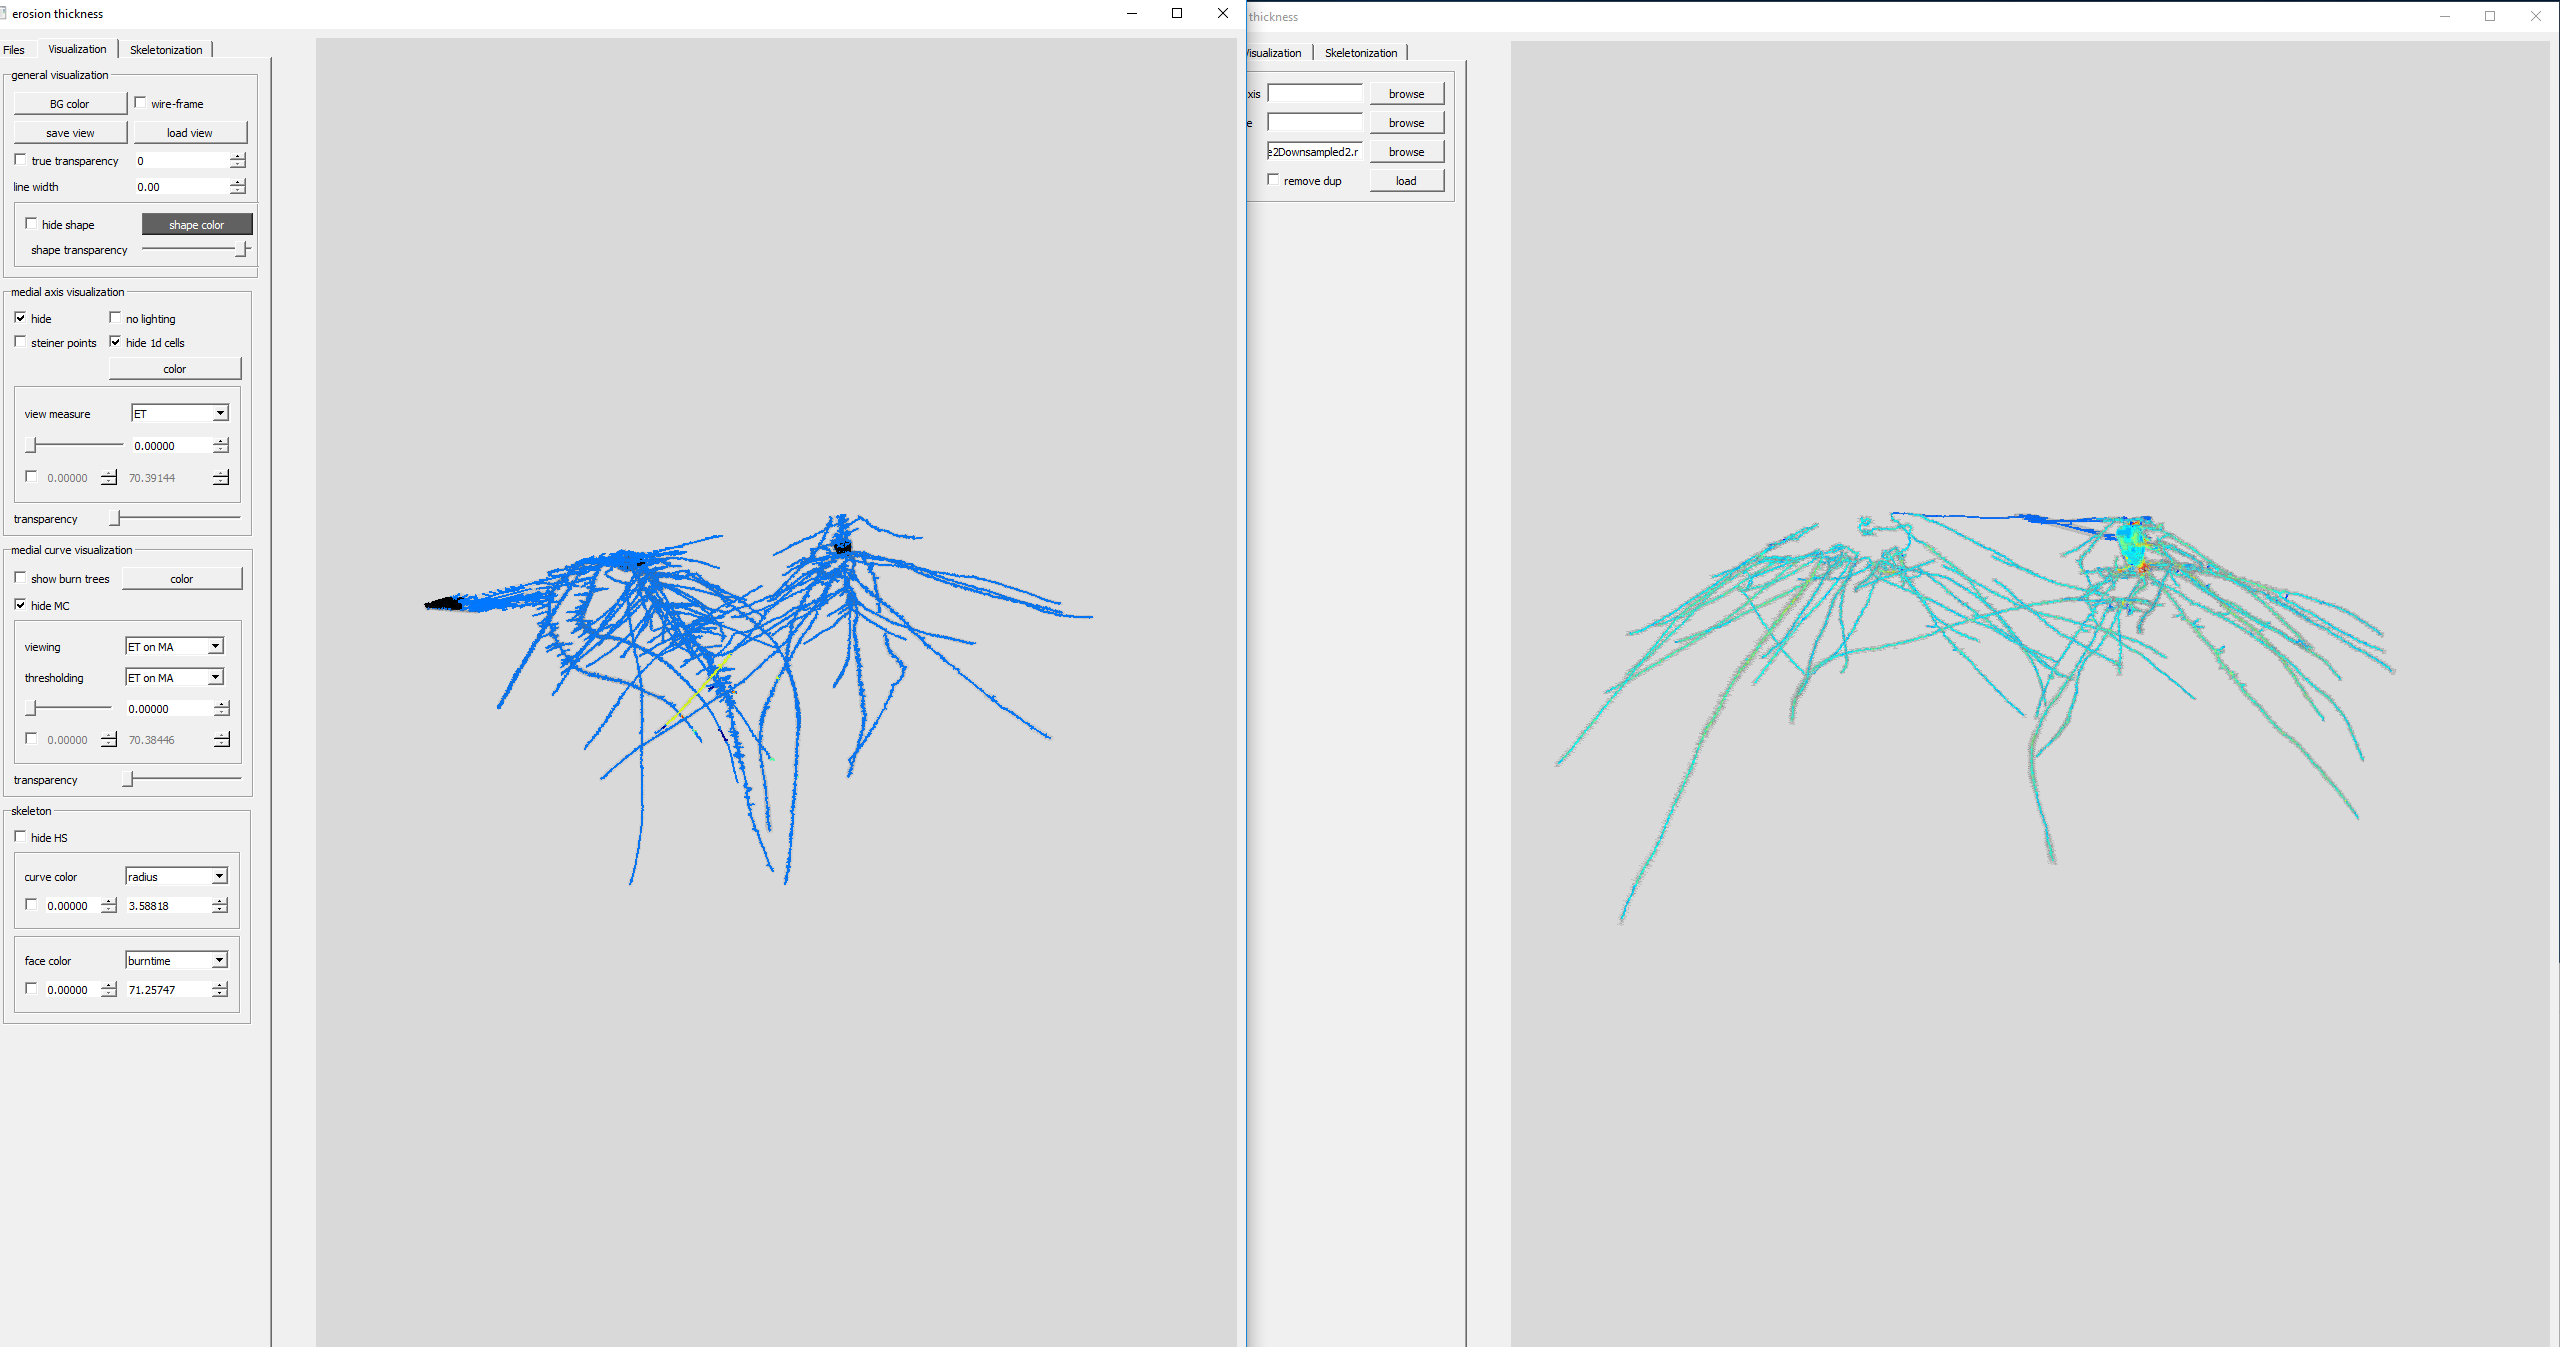 erosion thickness
Files Visualization Skeletonization
general visualization
BG color wire-frame
save view load view
true transparency 0
line width 0.00
hide shape shape color
shape transparency
medial axis visualization
hide no lighting
steiner points hide 1d cells
color
view measure ET
0.00000
0.00000 70.39144
transparency
medial curve visualization
show burn trees color
hide MC
viewing ET on MA
thresholding ET on MA
0.00000
0.00000 70.38446
transparency
skeleton
hide HS
curve color radius
0.00000 3.58818
face color burntime
0.00000 71.25747
thickness
isualization Skeletonization
xis browse
e browse
e2Downsampled2.r browse
remove dup load